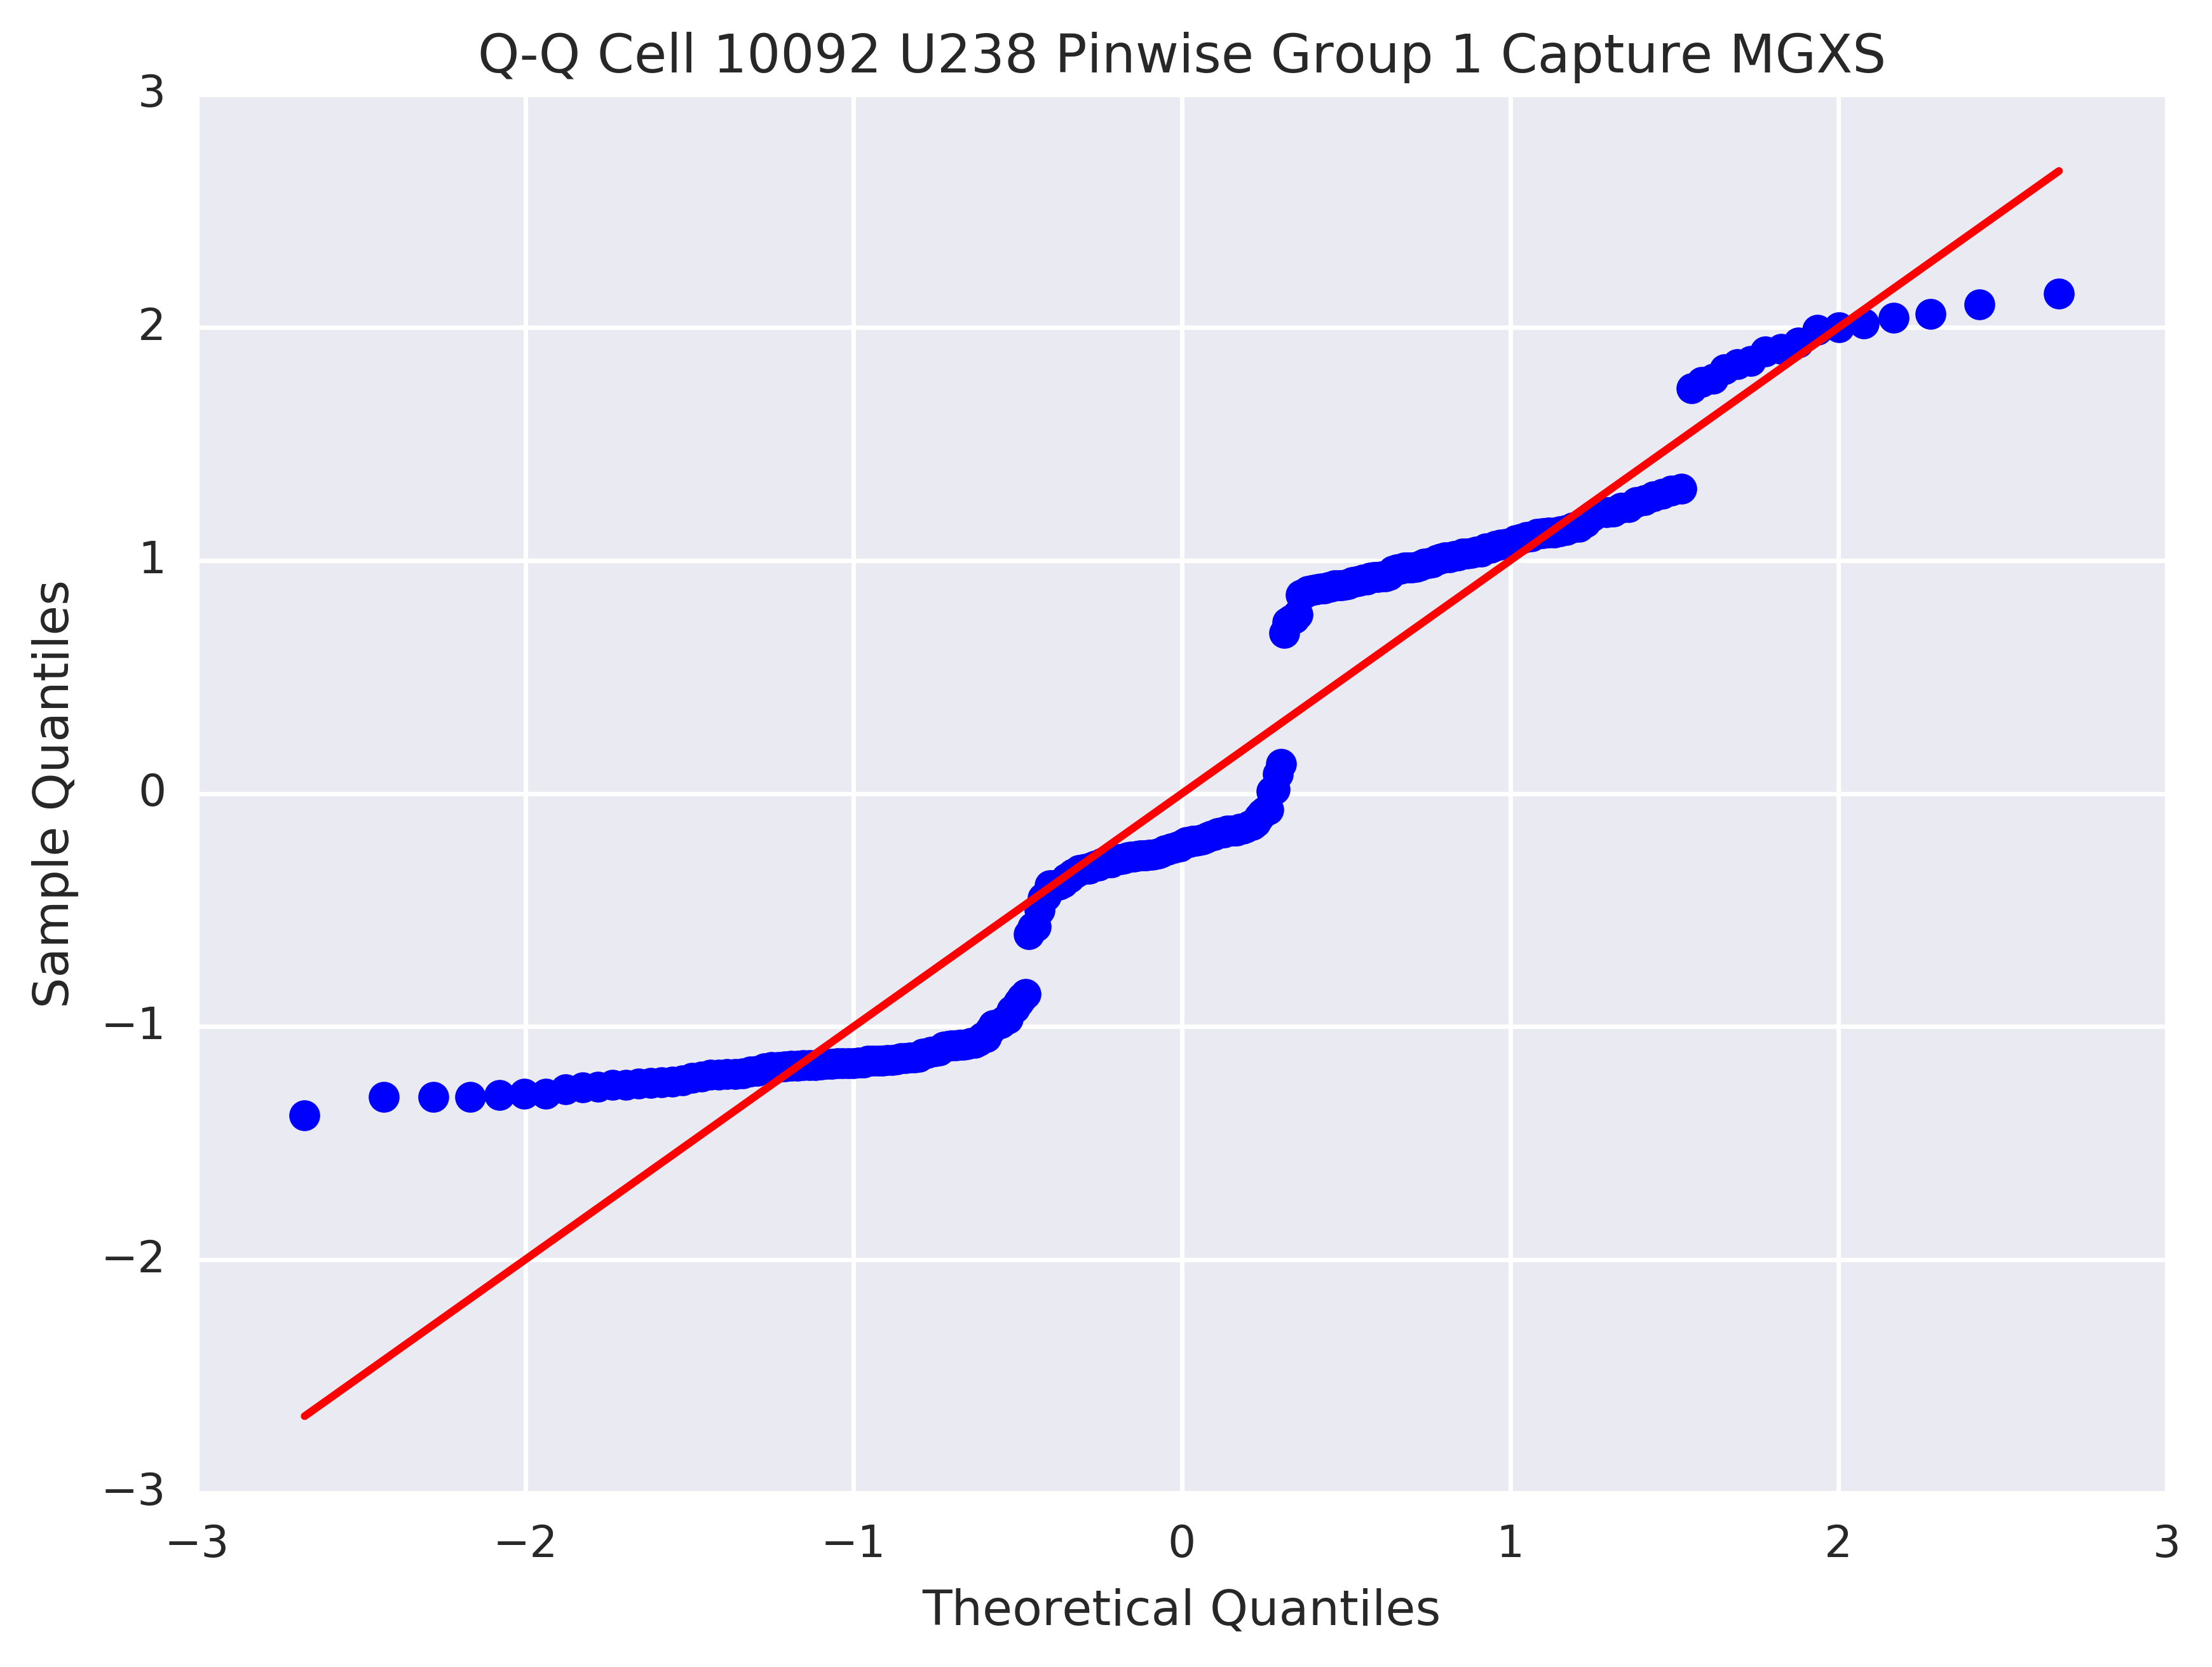 Q-Q Cell 10092 U238 Pinwise Group 1 Capture MGXS
3
2
1
0
−1
−2
−3
Sample Quantiles
−3 −2 −1 0 1 2 3
Theoretical Quantiles